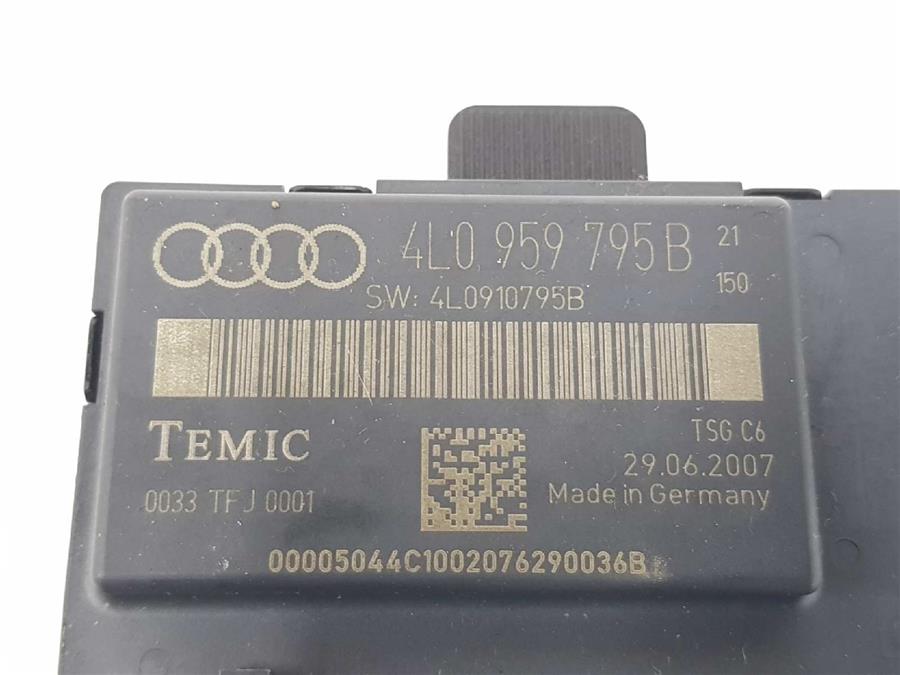 4L0 959 795 B 21
150
SW: 4L0910795B
TEMIC
TSG C6
29.06.2007
0033 TFJ 0001
Made in Germany
00005044C1002076290036B